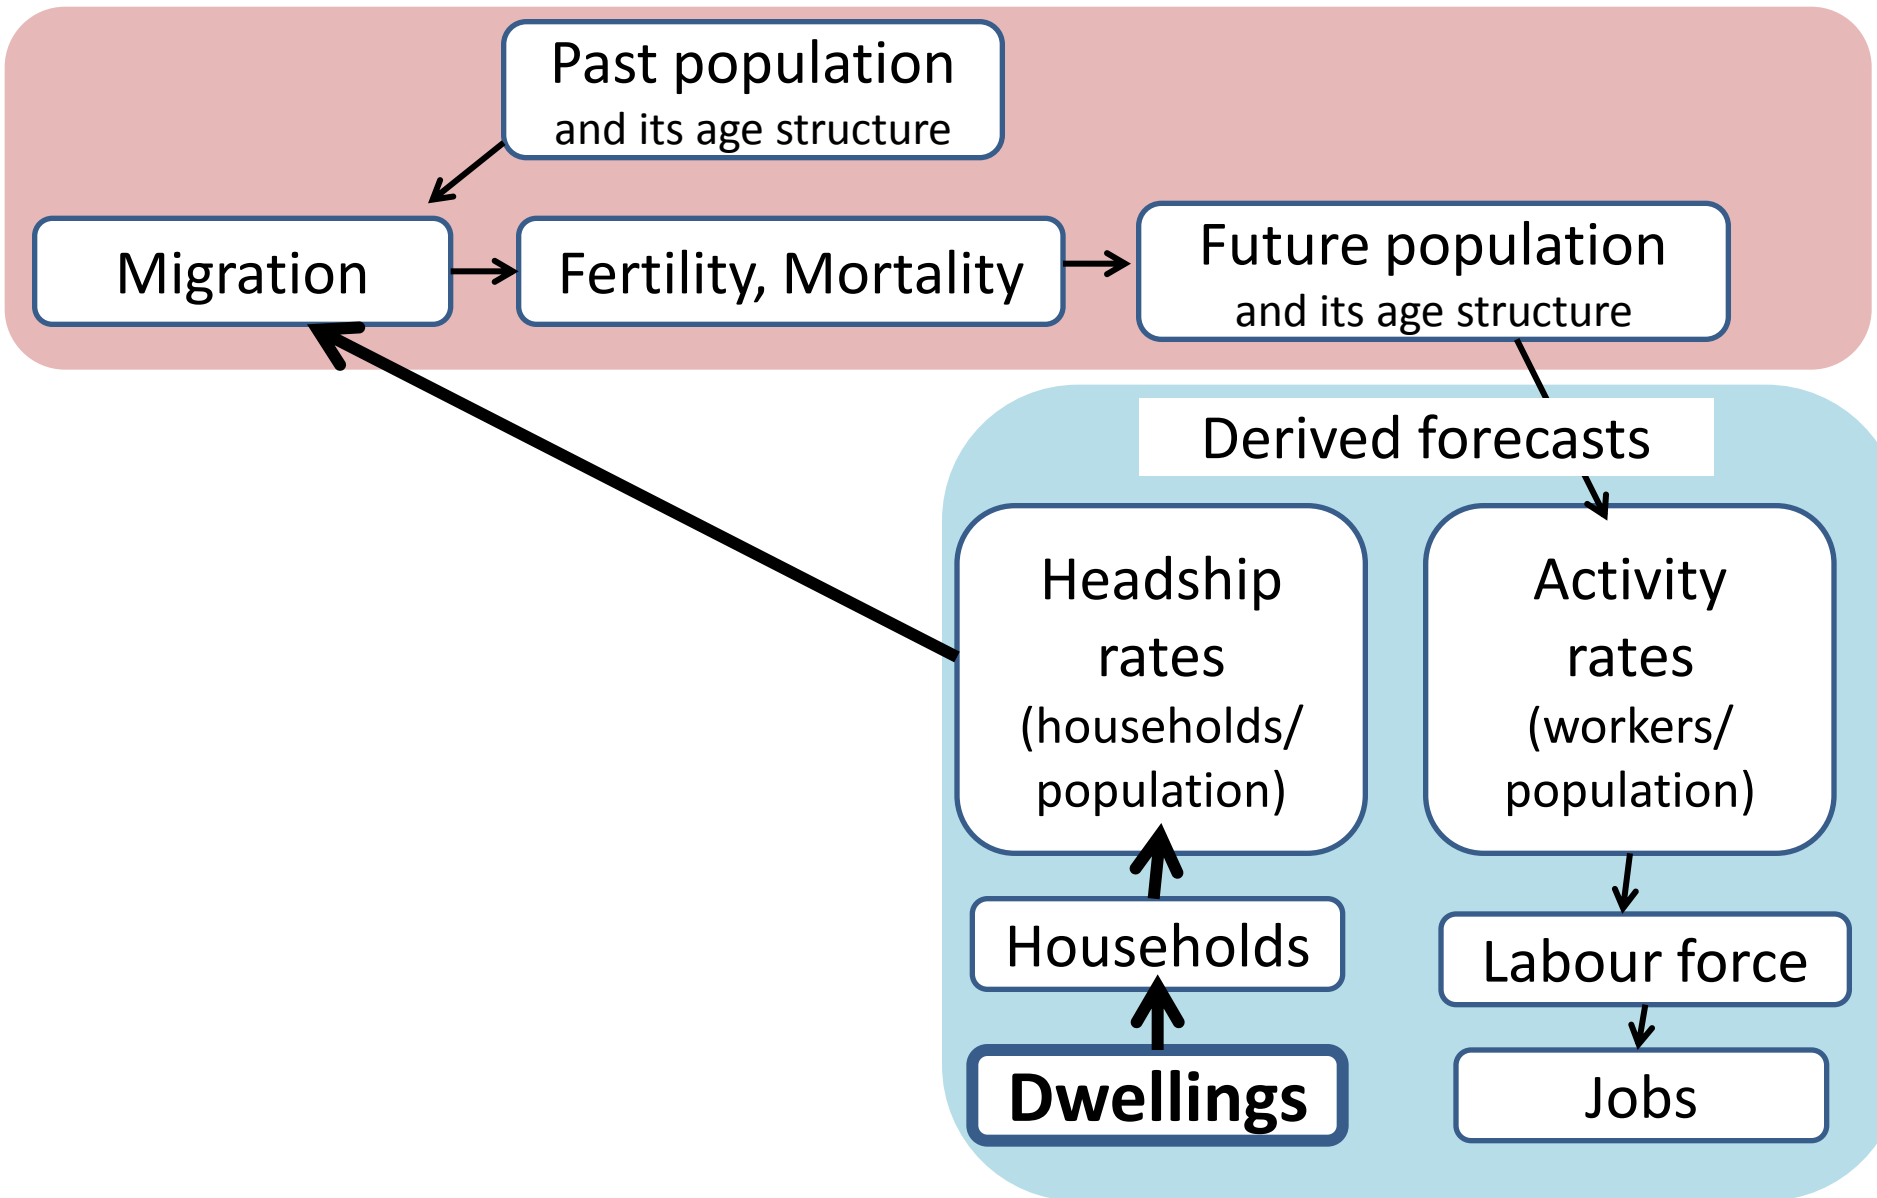 Past population
and its age structure
Migration
Fertility, Mortality
Future population
and its age structure
Derived forecasts
Headship
rates
(households/
population)
Activity
rates
(workers/
population)
Households
Labour force
Dwellings
Jobs